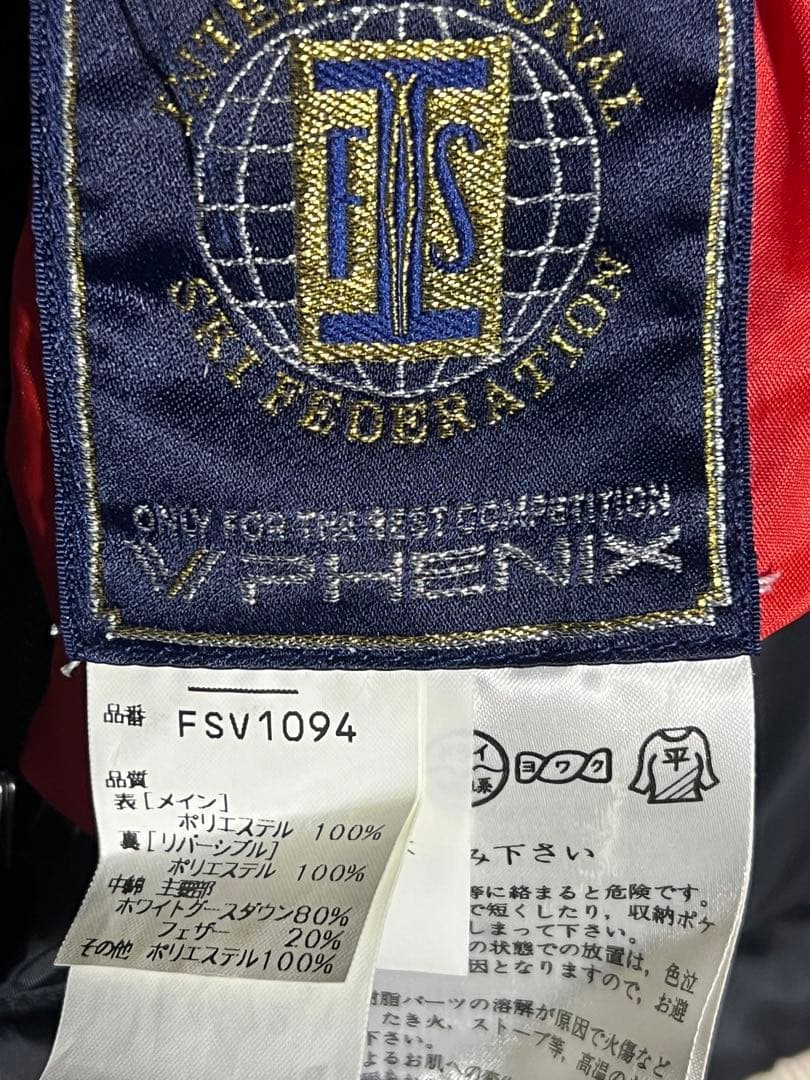 INTERNATIONAL
FIS
SKI FEDERATION
ONLY FOR THE BEST COMPETITION
PHENIX
品番 FSV1094
品質
表[メイン]
ポリエステル 100%
裏[リバーシブル]
ポリエステル 100%
中綿 主要部
ホワイトグースダウン80%
フェザー 20%
その他 ポリエステル100%
イ
系
ヨワク
平
み下さい
等に絡まると危険です。
で短くしたり，収納ポケ
しまって下さい。
の状態での放置は，色泣
因となりますので，お避
樹脂パーツの溶解が原因で火傷など
たき火，ストーブ等，高温の
下さい。
よるお肌への